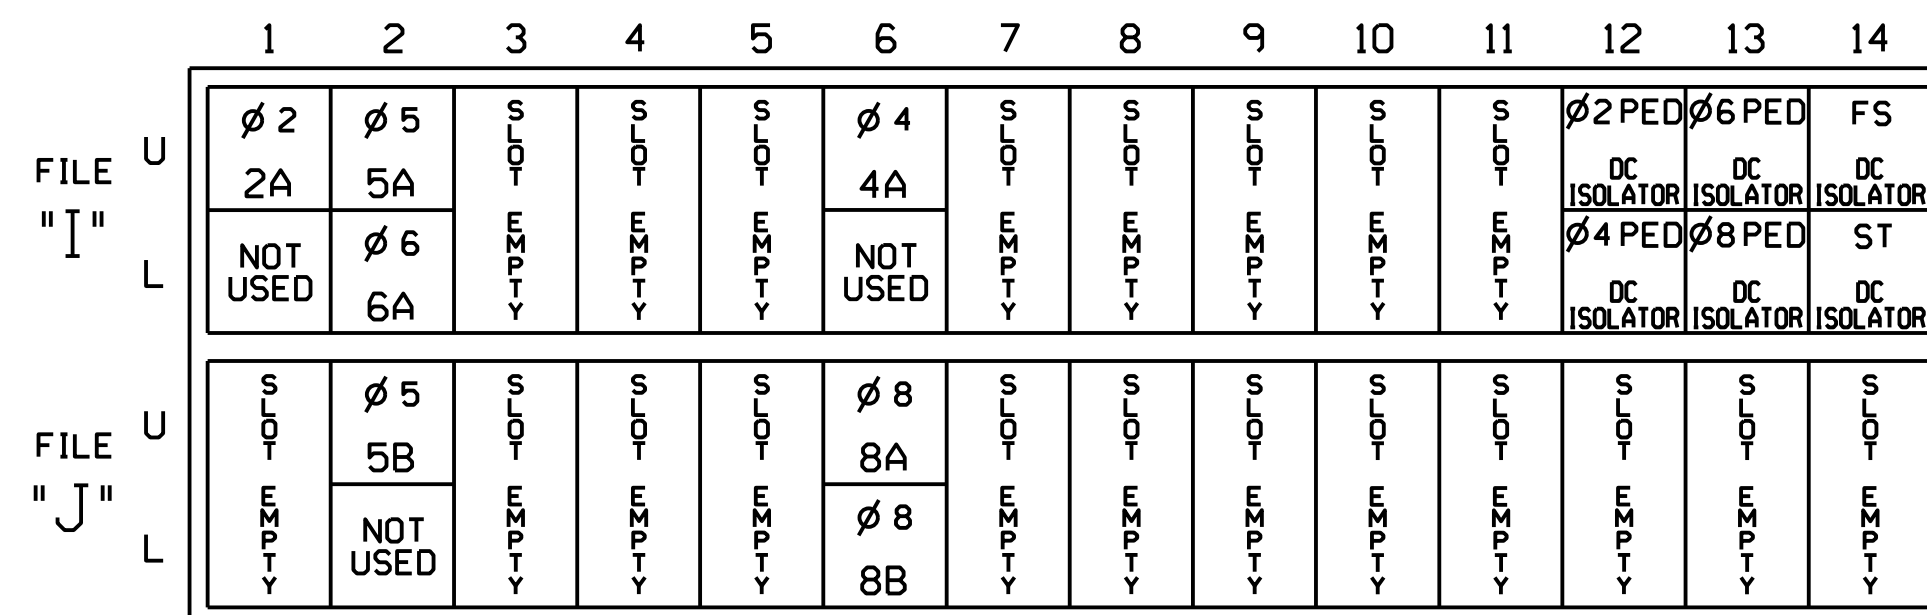 1 2 3 4 5 6 7 8 9 10 11 12 13 14
FILE "I"
U
L
ø 2
2A
NOT
USED
ø 5
5A
ø 6
6A
SLOT EMPTY
SLOT EMPTY
SLOT EMPTY
ø 4
4A
NOT
USED
SLOT EMPTY
SLOT EMPTY
SLOT EMPTY
SLOT EMPTY
SLOT EMPTY
ø2 PED
DC
ISOLATOR
ø4 PED
DC
ISOLATOR
ø6 PED
DC
ISOLATOR
ø8 PED
DC
ISOLATOR
FS
DC
ISOLATOR
ST
DC
ISOLATOR
FILE "J"
U
L
SLOT EMPTY
ø 5
5B
NOT
USED
SLOT EMPTY
SLOT EMPTY
SLOT EMPTY
ø 8
8A
ø 8
8B
SLOT EMPTY
SLOT EMPTY
SLOT EMPTY
SLOT EMPTY
SLOT EMPTY
SLOT EMPTY
SLOT EMPTY
SLOT EMPTY